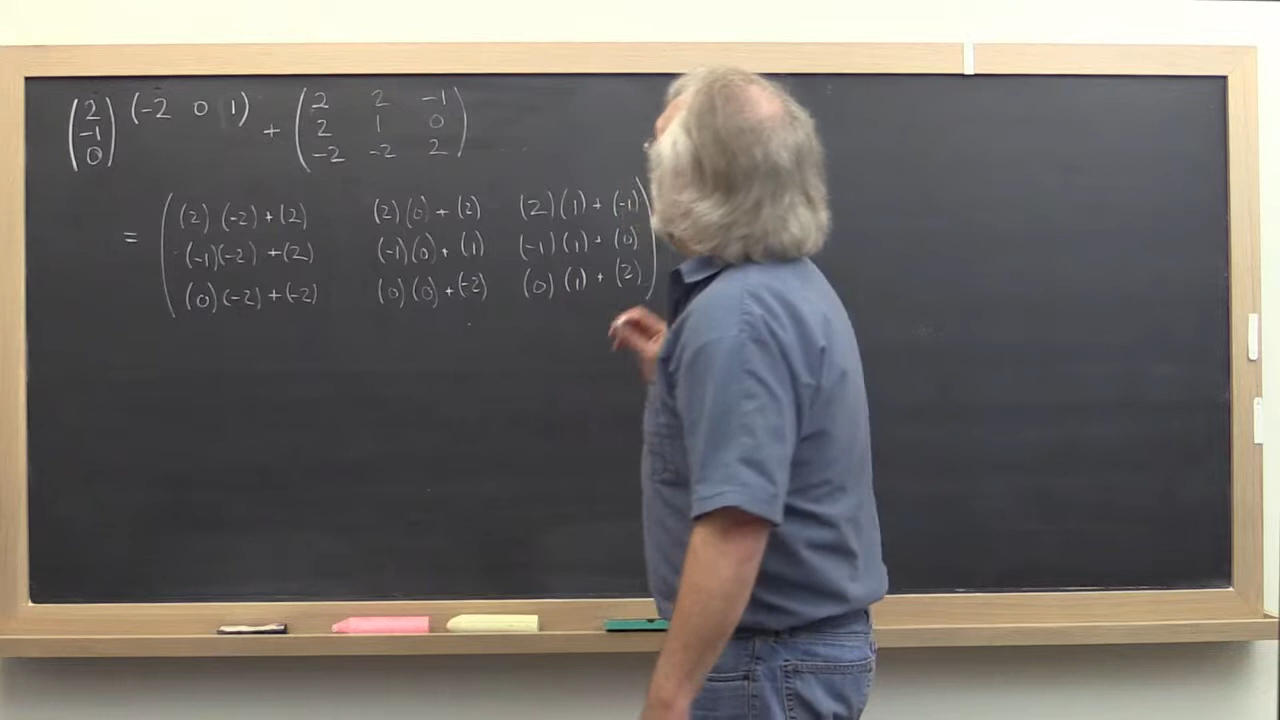 (2 (-2 0 1) + (2 2 -1
-1 2 1 0
0) -2 -2 2)
= ((2)(-2)+(2) (2)(0)+(2) (2)(1)+(-1)
(-1)(-2)+(2) (-1)(0)+(1) (-1)(1)+(0)
(0)(-2)+(-2) (0)(0)+(-2) (0)(1)+(2))